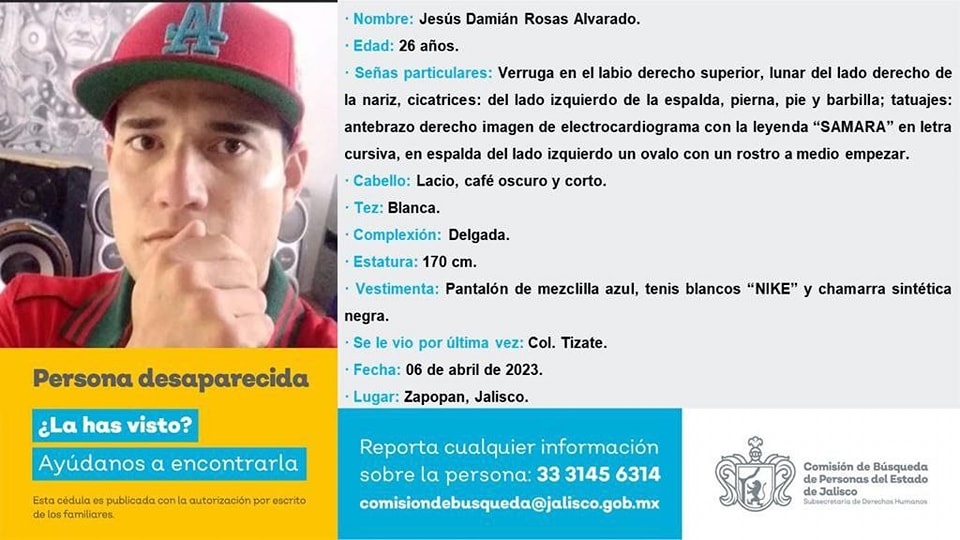 LA
· Nombre: Jesús Damián Rosas Alvarado.
· Edad: 26 años.
· Señas particulares: Verruga en el labio derecho superior, lunar del lado derecho de
la nariz, cicatrices: del lado izquierdo de la espalda, pierna, pie y barbilla; tatuajes:
antebrazo derecho imagen de electrocardiograma con la leyenda “SAMARA” en letra
cursiva, en espalda del lado izquierdo un ovalo con un rostro a medio empezar.
· Cabello: Lacio, café oscuro y corto.
· Tez: Blanca.
· Complexión: Delgada.
· Estatura: 170 cm.
· Vestimenta: Pantalón de mezclilla azul, tenis blancos “NIKE” y chamarra sintética
negra.
· Se le vio por última vez: Col. Tizate.
· Fecha: 06 de abril de 2023.
· Lugar: Zapopan, Jalisco.
Persona desaparecida
¿La has visto?
Ayúdanos a encontrarla
Esta cédula es publicada con la autorización por escrito
de los familiares.
Reporta cualquier información
sobre la persona: 33 3145 6314
comisiondebusqueda@jalisco.gob.mx
Comisión de Búsqueda
de Personas del Estado
de Jalisco
Subsecretaría de Derechos Humanos